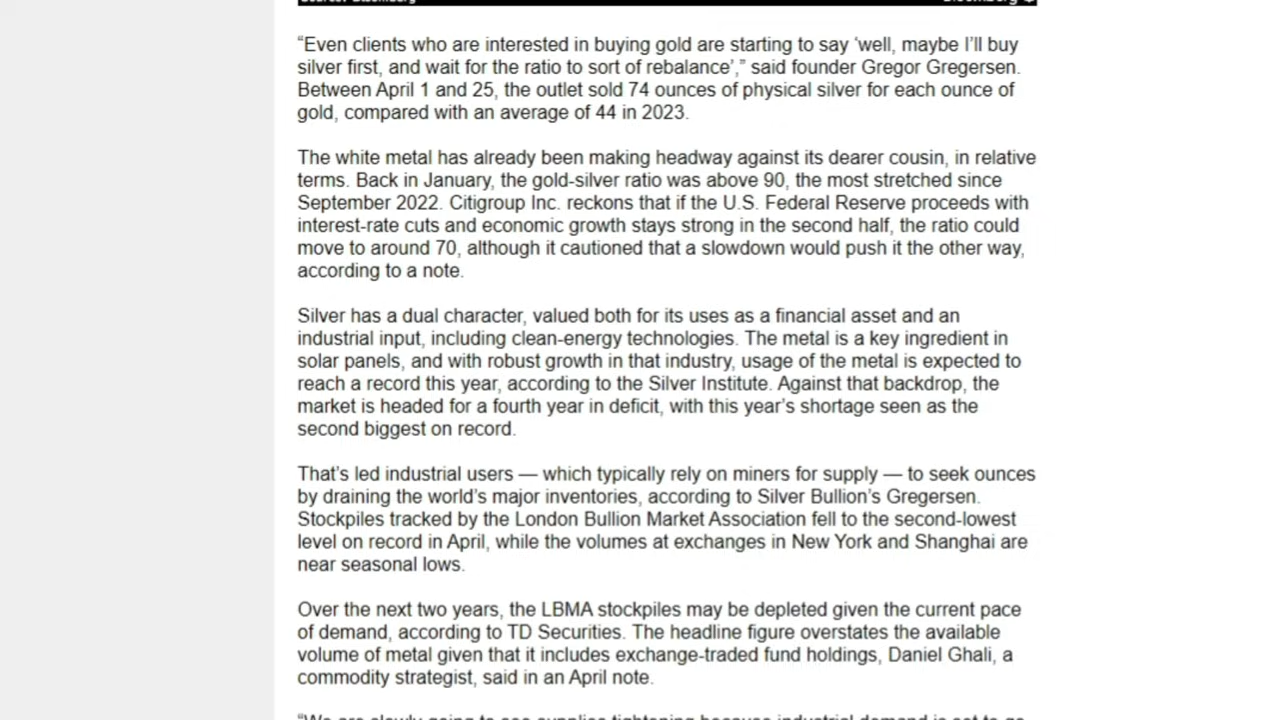 “Even clients who are interested in buying gold are starting to say ‘well, maybe I’ll buy
silver first, and wait for the ratio to sort of rebalance’,” said founder Gregor Gregersen.
Between April 1 and 25, the outlet sold 74 ounces of physical silver for each ounce of
gold, compared with an average of 44 in 2023.
The white metal has already been making headway against its dearer cousin, in relative
terms. Back in January, the gold-silver ratio was above 90, the most stretched since
September 2022. Citigroup Inc. reckons that if the U.S. Federal Reserve proceeds with
interest-rate cuts and economic growth stays strong in the second half, the ratio could
move to around 70, although it cautioned that a slowdown would push it the other way,
according to a note.
Silver has a dual character, valued both for its uses as a financial asset and an
industrial input, including clean-energy technologies. The metal is a key ingredient in
solar panels, and with robust growth in that industry, usage of the metal is expected to
reach a record this year, according to the Silver Institute. Against that backdrop, the
market is headed for a fourth year in deficit, with this year’s shortage seen as the
second biggest on record.
That’s led industrial users — which typically rely on miners for supply — to seek ounces
by draining the world’s major inventories, according to Silver Bullion’s Gregersen.
Stockpiles tracked by the London Bullion Market Association fell to the second-lowest
level on record in April, while the volumes at exchanges in New York and Shanghai are
near seasonal lows.
Over the next two years, the LBMA stockpiles may be depleted given the current pace
of demand, according to TD Securities. The headline figure overstates the available
volume of metal given that it includes exchange-traded fund holdings, Daniel Ghali, a
commodity strategist, said in an April note.